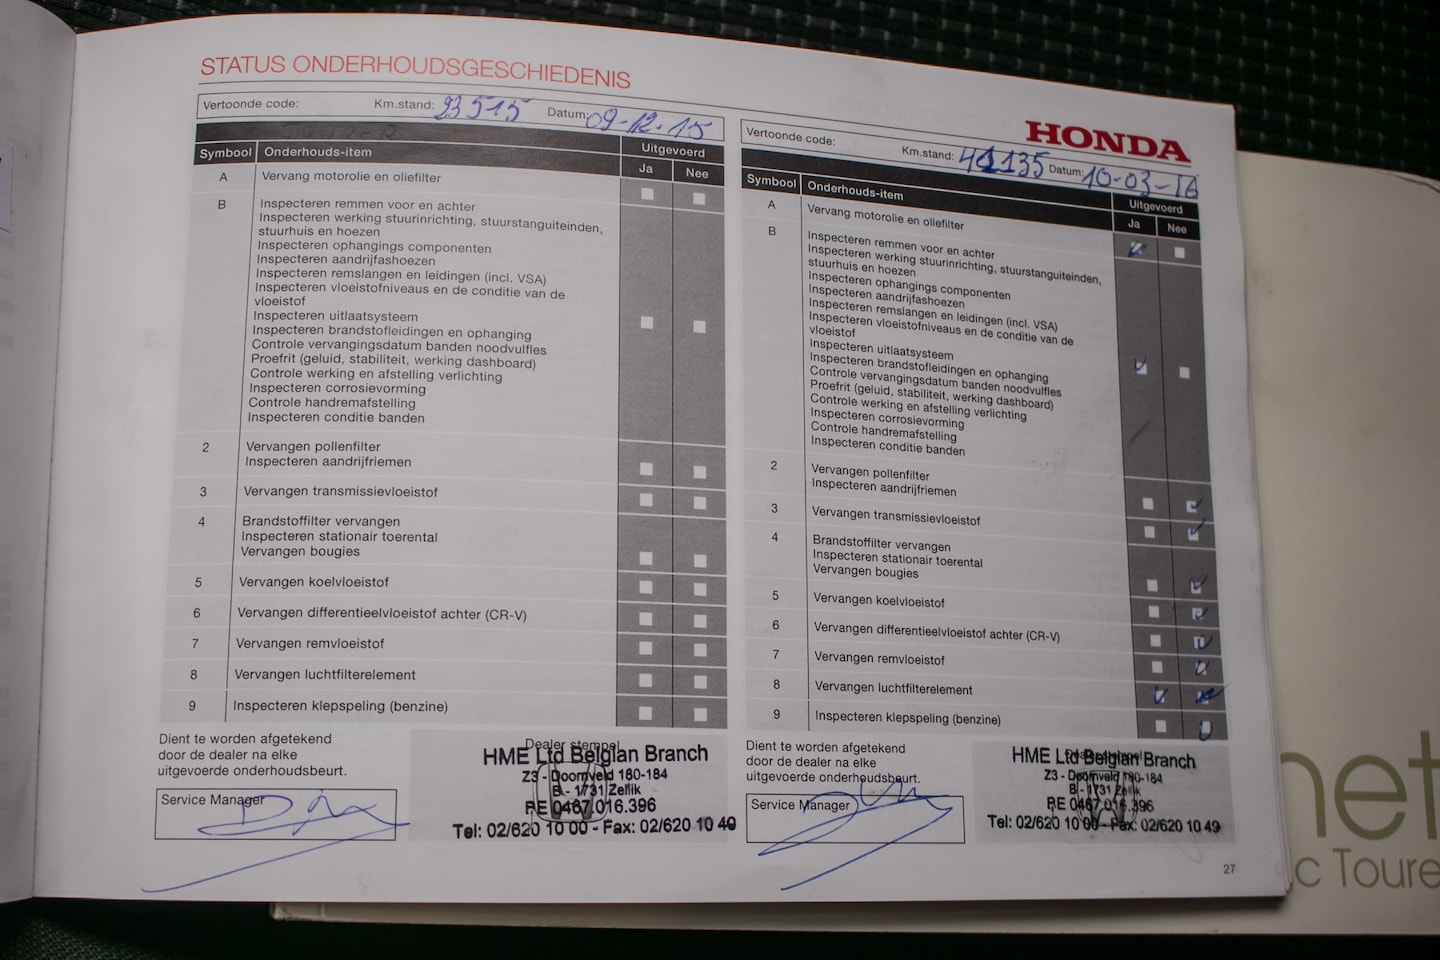 STATUS ONDERHOUDSGESCHIEDENIS
Vertoonde code: Km.stand: 23515 Datum: 09-12-15
Symbool Onderhouds-item Uitgevoerd
Ja Nee
A Vervang motorolie en oliefilter
B Inspecteren remmen voor en achter
Inspecteren werking stuurinrichting, stuurstanguiteinden,
stuurhuis en hoezen
Inspecteren ophangings componenten
Inspecteren aandrijfashoezen
Inspecteren remslangen en leidingen (incl. VSA)
Inspecteren vloeistofniveaus en de conditie van de
vloeistof
Inspecteren uitlaatsysteem
Inspecteren brandstofleidingen en ophanging
Controle vervangingsdatum banden noodvulfles
Proefrit (geluid, stabiliteit, werking dashboard)
Controle werking en afstelling verlichting
Inspecteren corrosievorming
Controle handremafstelling
Inspecteren conditie banden
2 Vervangen pollenfilter
Inspecteren aandrijfriemen
3 Vervangen transmissievloeistof
4 Brandstoffilter vervangen
Inspecteren stationair toerental
Vervangen bougies
5 Vervangen koelvloeistof
6 Vervangen differentieelvloeistof achter (CR-V)
7 Vervangen remvloeistof
8 Vervangen luchtfilterelement
9 Inspecteren klepspeling (benzine)
Dient te worden afgetekend
door de dealer na elke
uitgevoerde onderhoudsbeurt.
Service Manager
Dealer stempel
HME Ltd Belgian Branch
Z3 - Doornveld 180-184
B - 1731 Zellik
RE 0467.016.396
Tel: 02/620 10 00 - Fax: 02/620 10 49
HONDA
Vertoonde code: Km.stand: 41135 Datum: 10-03-16
Symbool Onderhouds-item Uitgevoerd
Ja Nee
A Vervang motorolie en oliefilter
B Inspecteren remmen voor en achter
Inspecteren werking stuurinrichting, stuurstanguiteinden,
stuurhuis en hoezen
Inspecteren ophangings componenten
Inspecteren aandrijfashoezen
Inspecteren remslangen en leidingen (incl. VSA)
Inspecteren vloeistofniveaus en de conditie van de
vloeistof
Inspecteren uitlaatsysteem
Inspecteren brandstofleidingen en ophanging
Controle vervangingsdatum banden noodvulfles
Proefrit (geluid, stabiliteit, werking dashboard)
Controle werking en afstelling verlichting
Inspecteren corrosievorming
Controle handremafstelling
Inspecteren conditie banden
2 Vervangen pollenfilter
Inspecteren aandrijfriemen
3 Vervangen transmissievloeistof
4 Brandstoffilter vervangen
Inspecteren stationair toerental
Vervangen bougies
5 Vervangen koelvloeistof
6 Vervangen differentieelvloeistof achter (CR-V)
7 Vervangen remvloeistof
8 Vervangen luchtfilterelement
9 Inspecteren klepspeling (benzine)
Dient te worden afgetekend
door de dealer na elke
uitgevoerde onderhoudsbeurt.
Service Manager
HME Ltd Belgian Branch
Z3 - Doornveld 180-184
B - 1731 Zellik
RE 0467.016.396
Tel: 02/620 10 00 - Fax: 02/620 10 49
27
net
c Toure